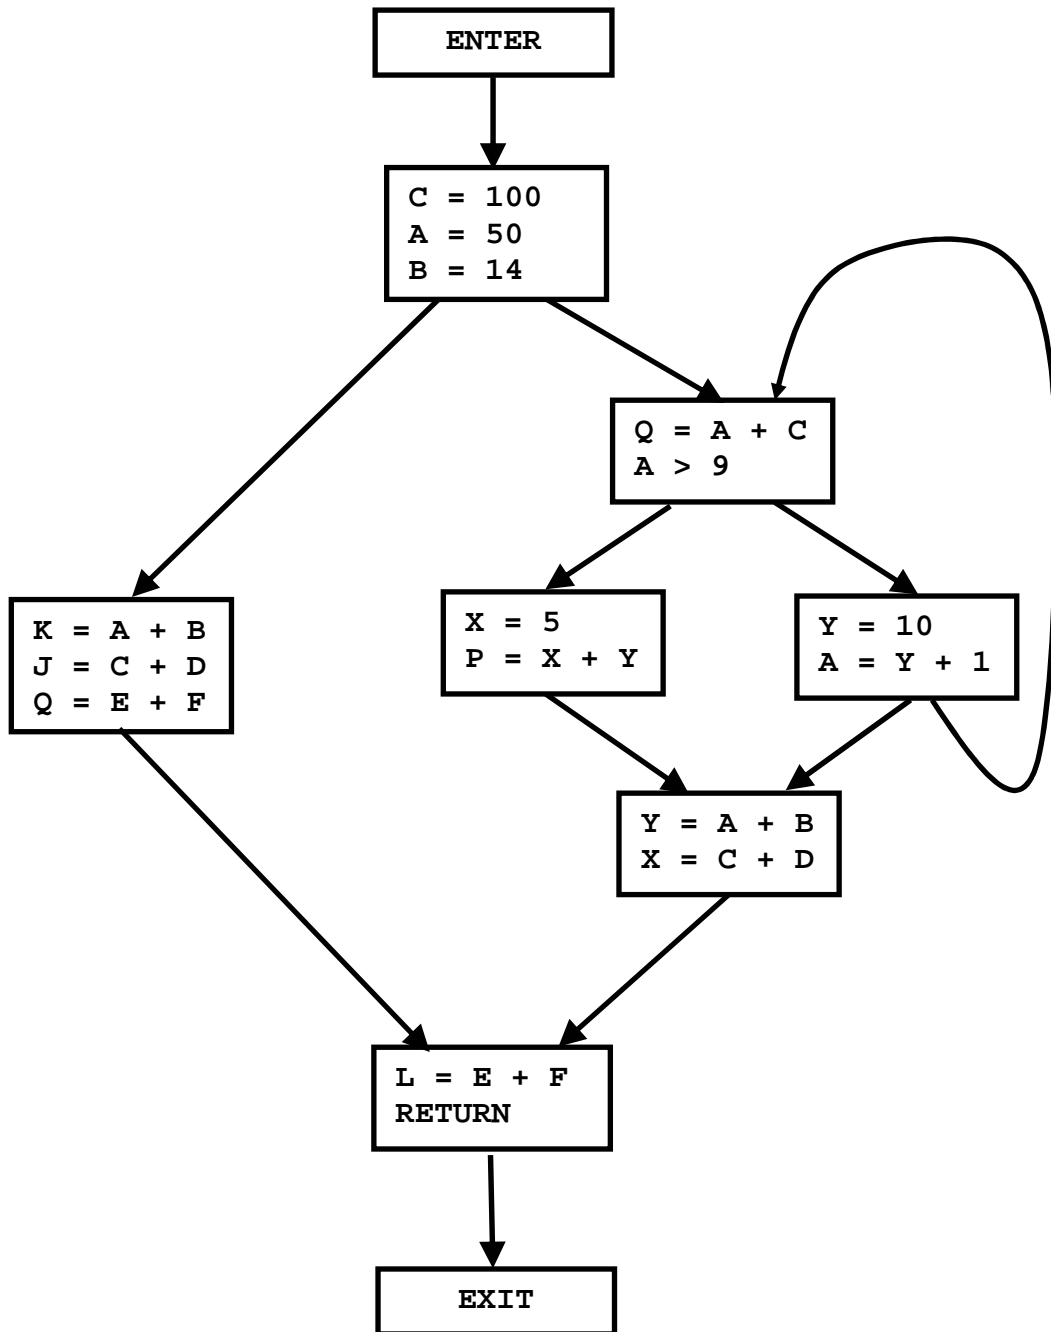 ENTER
C = 100
A = 50
B = 14
Q = A + C
A > 9
K = A + B
J = C + D
Q = E + F
X = 5
P = X + Y
Y = 10
A = Y + 1
Y = A + B
X = C + D
L = E + F
RETURN
EXIT